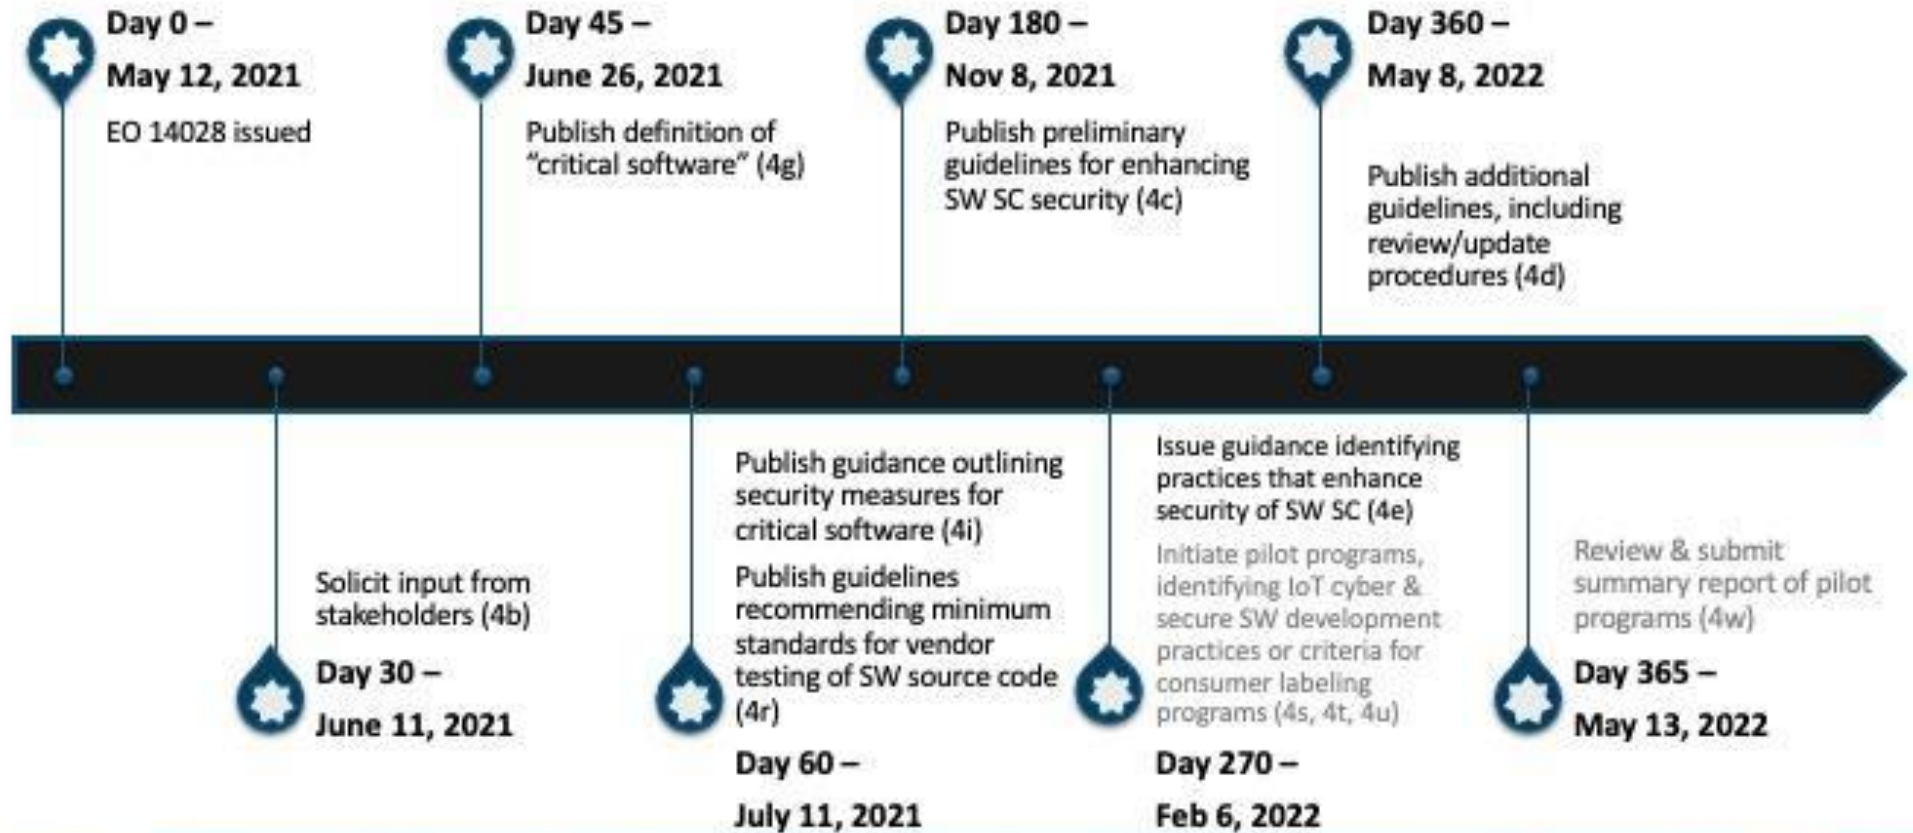 Day 0 –
May 12, 2021
EO 14028 issued
Day 45 –
June 26, 2021
Publish definition of
“critical software” (4g)
Day 180 –
Nov 8, 2021
Publish preliminary
guidelines for enhancing
SW SC security (4c)
Day 360 –
May 8, 2022
Publish additional
guidelines, including
review/update
procedures (4d)
Solicit input from
stakeholders (4b)
Day 30 –
June 11, 2021
Publish guidance outlining
security measures for
critical software (4i)
Publish guidelines
recommending minimum
standards for vendor
testing of SW source code
(4r)
Day 60 –
July 11, 2021
Issue guidance identifying
practices that enhance
security of SW SC (4e)
Initiate pilot programs,
identifying IoT cyber &
secure SW development
practices or criteria for
consumer labeling
programs (4s, 4t, 4u)
Day 270 –
Feb 6, 2022
Review & submit
summary report of pilot
programs (4w)
Day 365 –
May 13, 2022